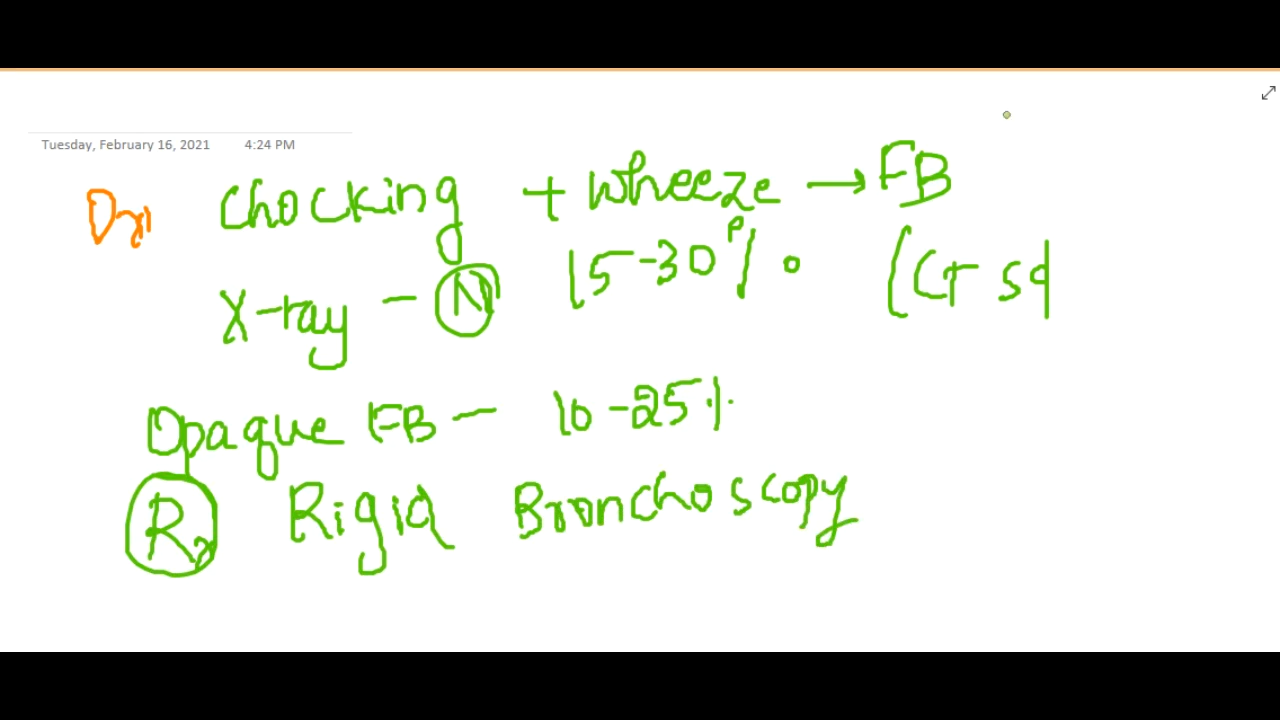 Tuesday, February 16, 2021 4:24 PM
Dx chocking + wheeze → FB
X-ray - N 15-30% (CT
Opaque FB - 10-25%
Rx Rigid Bronchoscopy